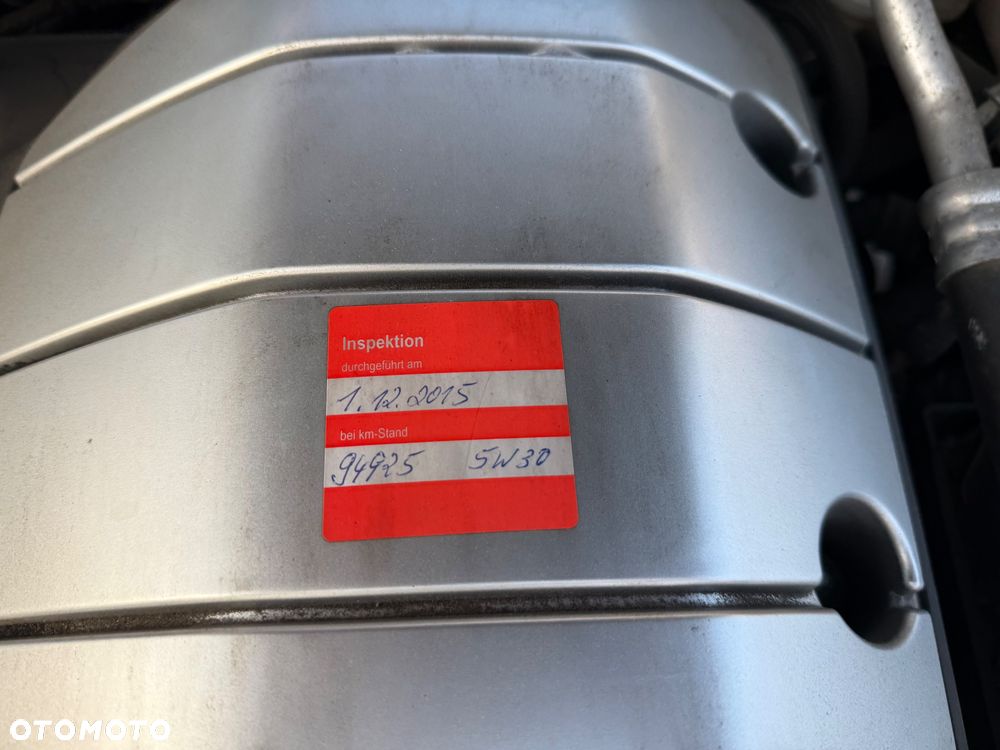 Inspektion
durchgeführt am
1.12.2015
bei km-Stand
94925 5W30
OTOMOTO